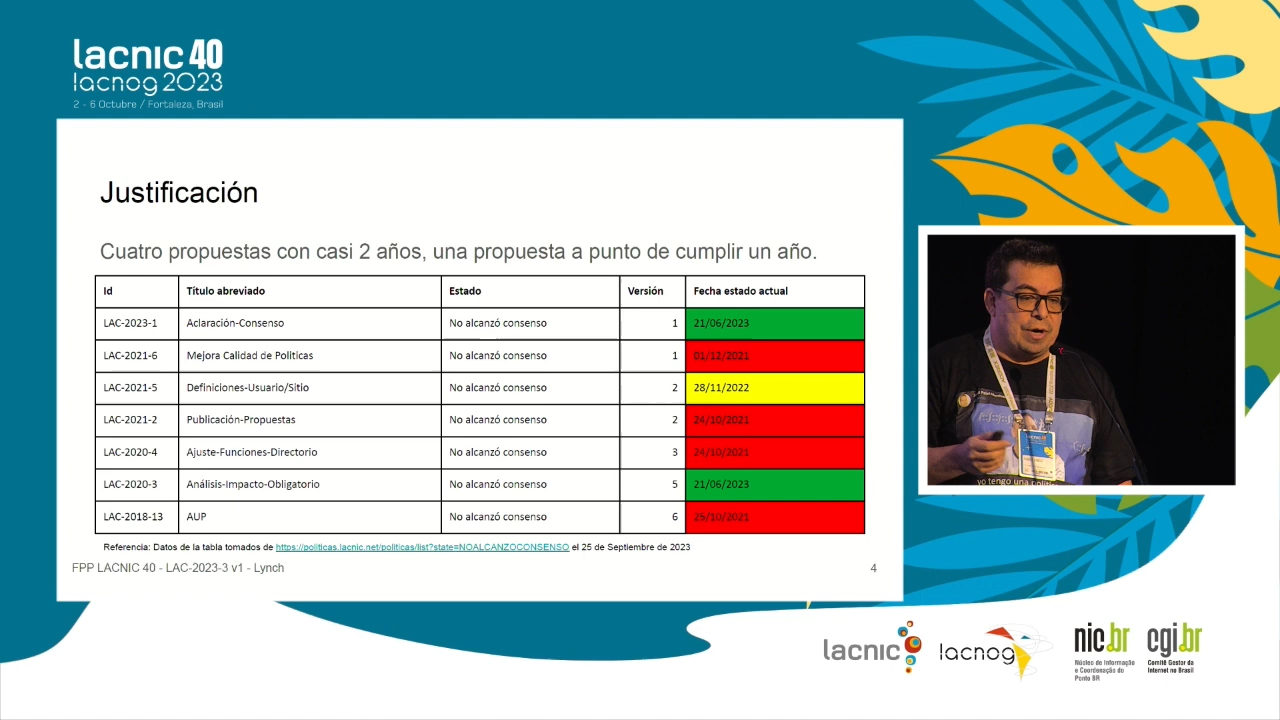 lacnic 40
lacnog 2023
2 - 6 Octubre / Fortaleza, Brasil
Justificación
Cuatro propuestas con casi 2 años, una propuesta a punto de cumplir un año.
Id Título abreviado Estado Versión Fecha estado actual
LAC-2023-1 Aclaración-Consenso No alcanzó consenso 1 21/06/2023
LAC-2021-6 Mejora Calidad de Politicas No alcanzó consenso 1 01/12/2021
LAC-2021-5 Definiciones-Usuario/Sitio No alcanzó consenso 2 28/11/2022
LAC-2021-2 Publicación-Propuestas No alcanzó consenso 2 24/10/2021
LAC-2020-4 Ajuste-Funciones-Directorio No alcanzó consenso 3 24/10/2021
LAC-2020-3 Análisis-Impacto-Obligatorio No alcanzó consenso 5 21/06/2023
LAC-2018-13 AUP No alcanzó consenso 6 25/10/2021
Referencia: Datos de la tabla tomados de https://politicas.lacnic.net/politicas/list?state=NOALCANZOCONSENSO el 25 de Septiembre de 2023
FPP LACNIC 40 - LAC-2023-3 v1 - Lynch 4
yo tengo una
lacnic
lacnog
nic.br
Núcleo de Informação
e Coordenação do
Ponto BR
cgi.br
Comitê Gestor da
Internet no Brasil